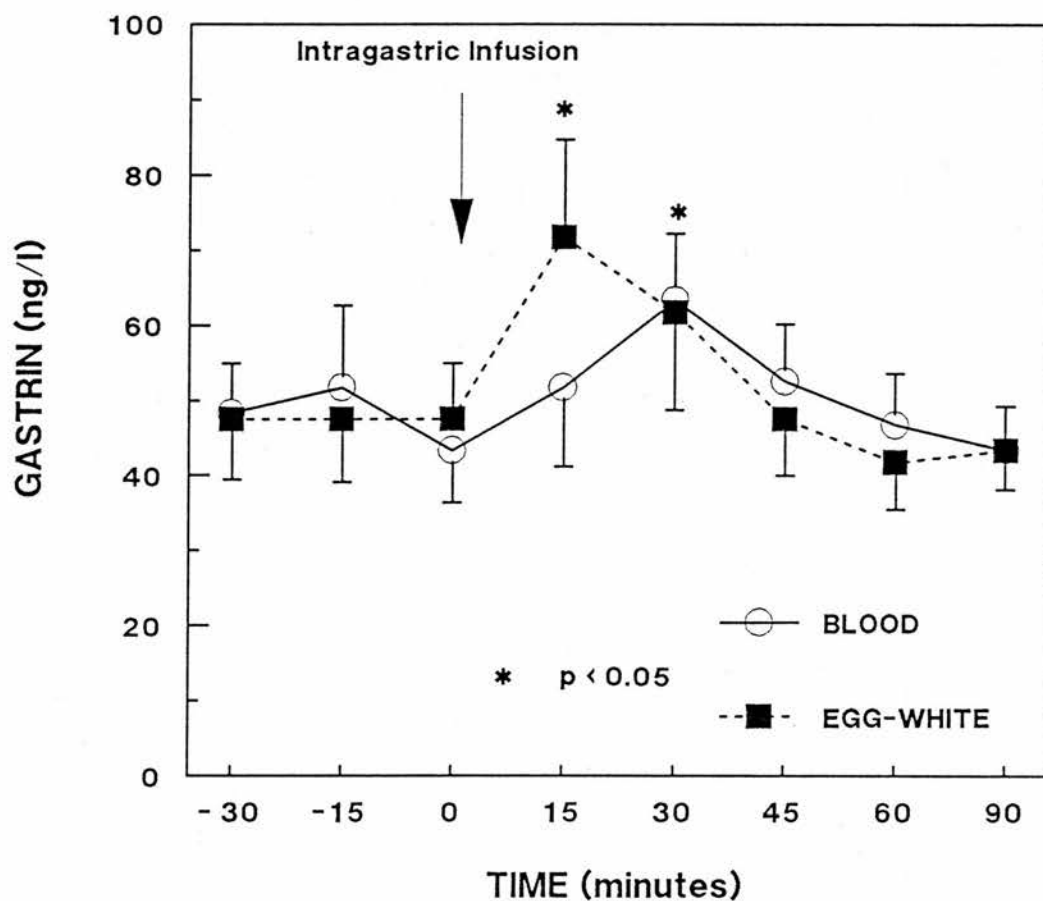 100
Intragastric Infusion
*
80
*
GASTRIN (ng/l)
60
40
BLOOD
20
* p < 0.05
EGG-WHITE
0
-30 -15 0 15 30 45 60 90
TIME (minutes)